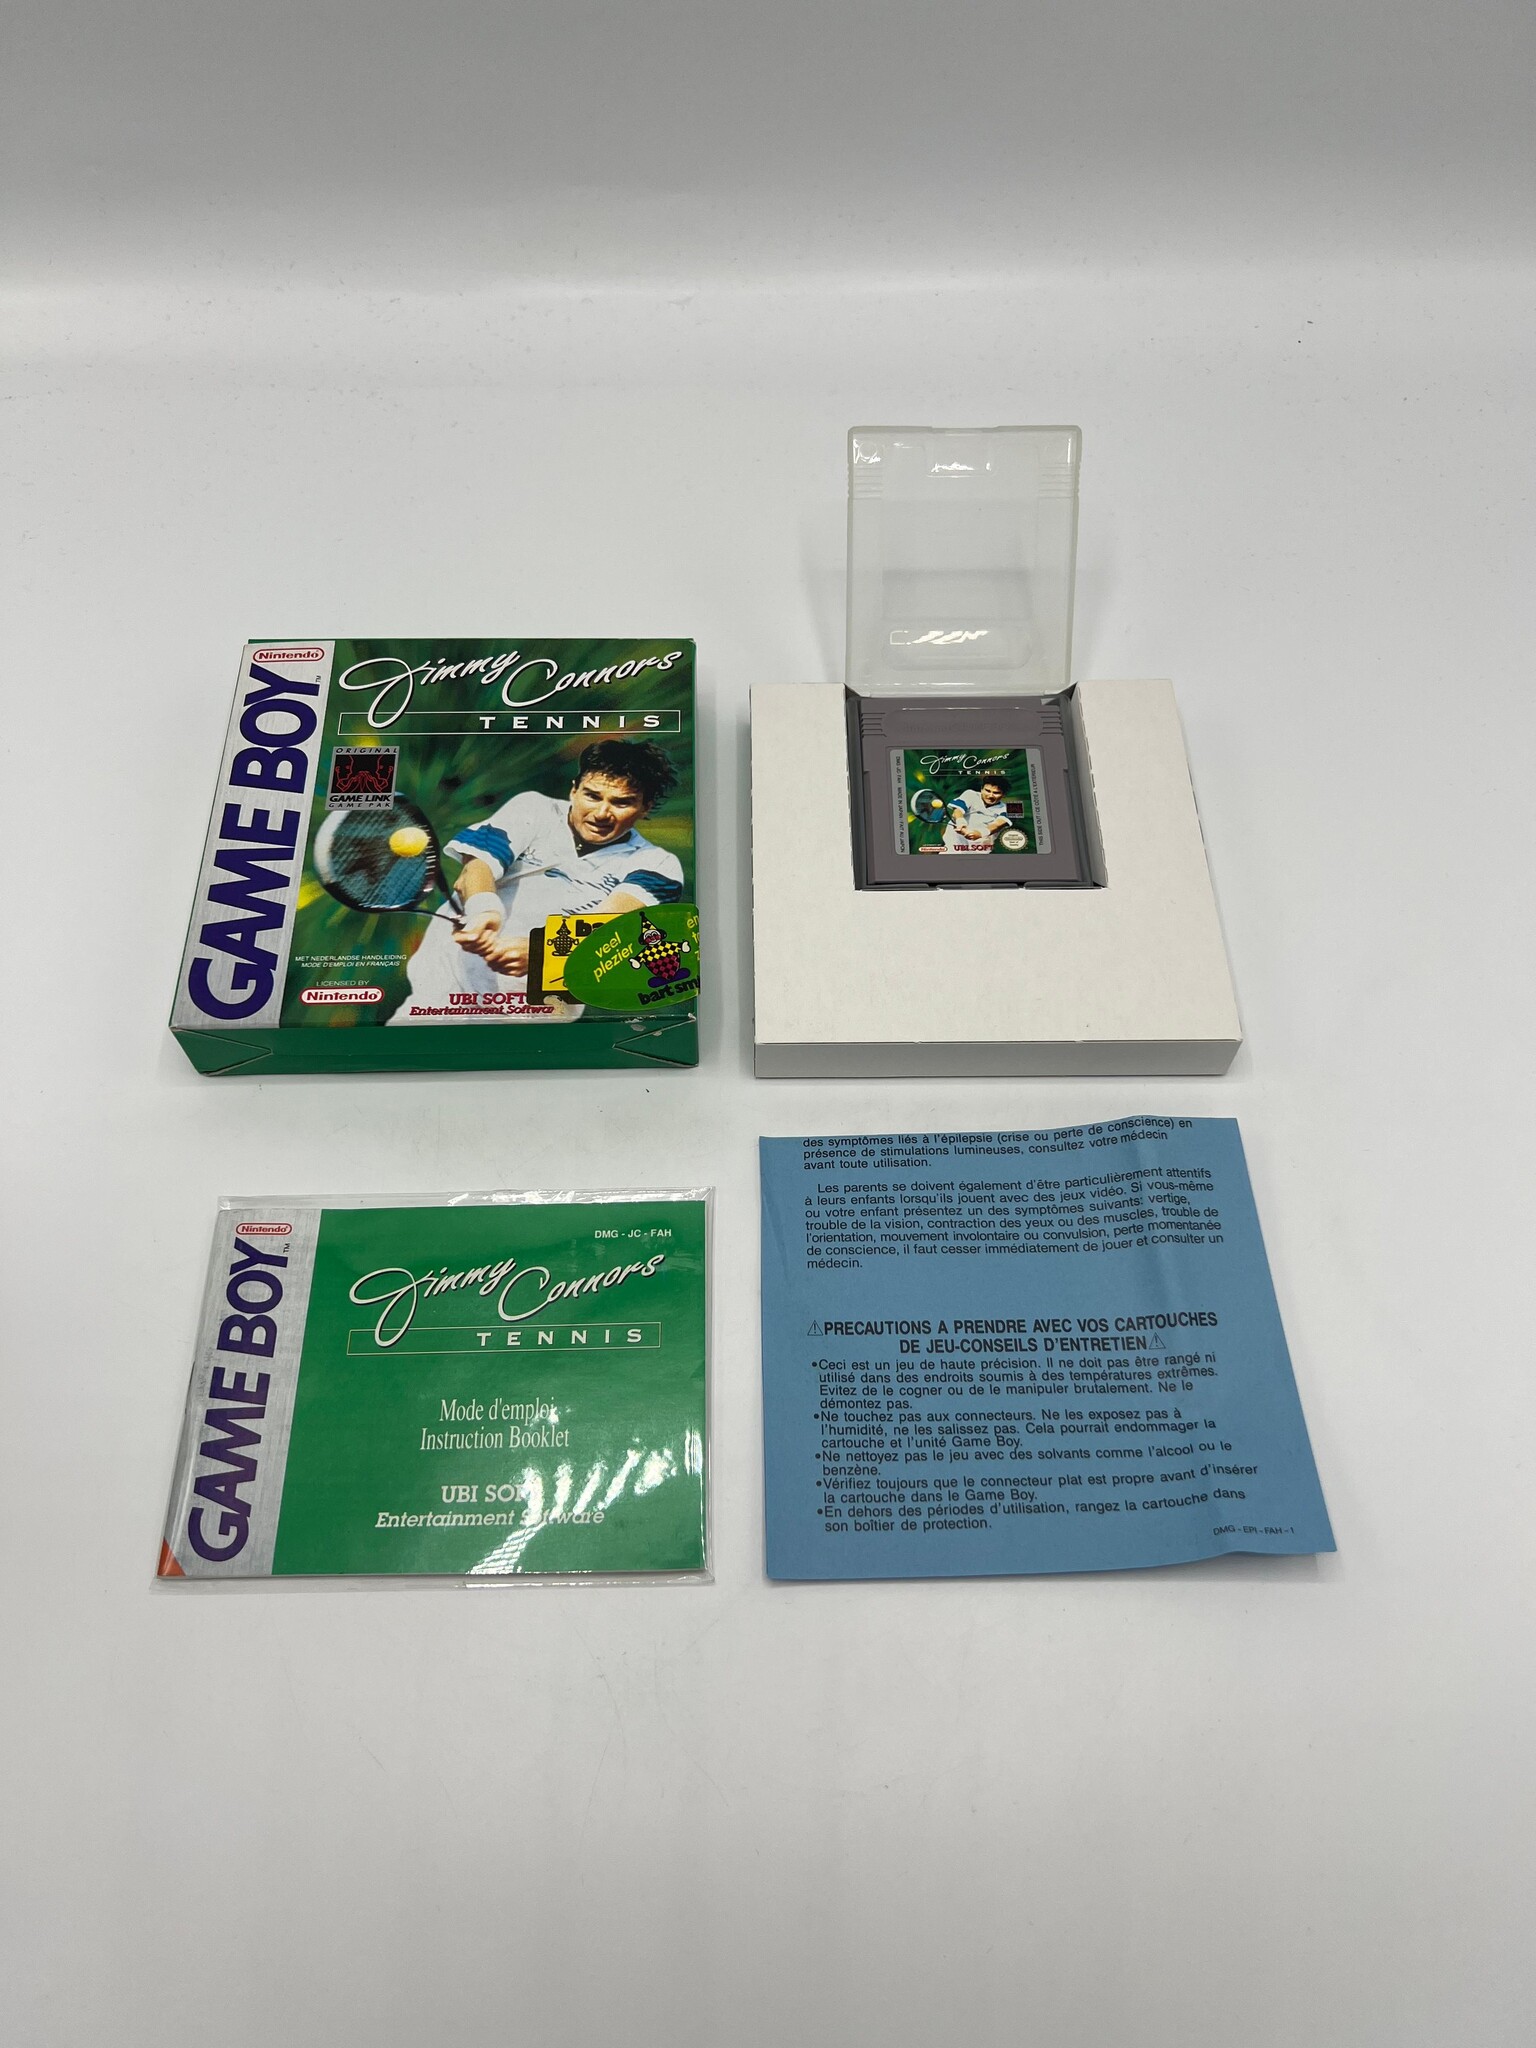 Nintendo
GAME BOY
TM
Jimmy Connors
TENNIS
ORIGINAL
GAME LINK
GAME PAK
MET NEDERLANDSE HANDLEIDING
MODE D'EMPLOI EN FRANÇAIS
LICENSED BY
Nintendo
UBI SOFT
Entertainment Softwar
ba
veel
plezier
en
bart sm
Jimmy Connors
TENNIS
Nintendo
UBI SOFT
Nintendo
GAME BOY
TM
DMG - JC - FAH
Jimmy Connors
TENNIS
Mode d'emploi
Instruction Booklet
UBI SOF
Entertainment Software
des symptômes liés à l'épilepsie (crise ou perte de conscience) en
présence de stimulations lumineuses, consultez votre médecin
avant toute utilisation.
Les parents se doivent également d'être particulièrement attentifs
à leurs enfants lorsqu'ils jouent avec des jeux vidéo. Si vous-même
ou votre enfant présentez un des symptômes suivants: vertige,
trouble de la vision, contraction des yeux ou des muscles, trouble de
l'orientation, mouvement involontaire ou convulsion, perte momentanée
de conscience, il faut cesser immédiatement de jouer et consulter un
médecin.
⚠PRECAUTIONS A PRENDRE AVEC VOS CARTOUCHES
DE JEU-CONSEILS D'ENTRETIEN⚠
•Ceci est un jeu de haute précision. Il ne doit pas être rangé ni
utilisé dans des endroits soumis à des températures extrêmes.
Evitez de le cogner ou de le manipuler brutalement. Ne le
démontez pas.
•Ne touchez pas aux connecteurs. Ne les exposez pas à
l'humidité, ne les salissez pas. Cela pourrait endommager la
cartouche et l'unité Game Boy.
•Ne nettoyez pas le jeu avec des solvants comme l'alcool ou le
benzène.
•Vérifiez toujours que le connecteur plat est propre avant d'insérer
la cartouche dans le Game Boy.
•En dehors des périodes d'utilisation, rangez la cartouche dans
son boîtier de protection.
DMG - EPI - FAH - 1